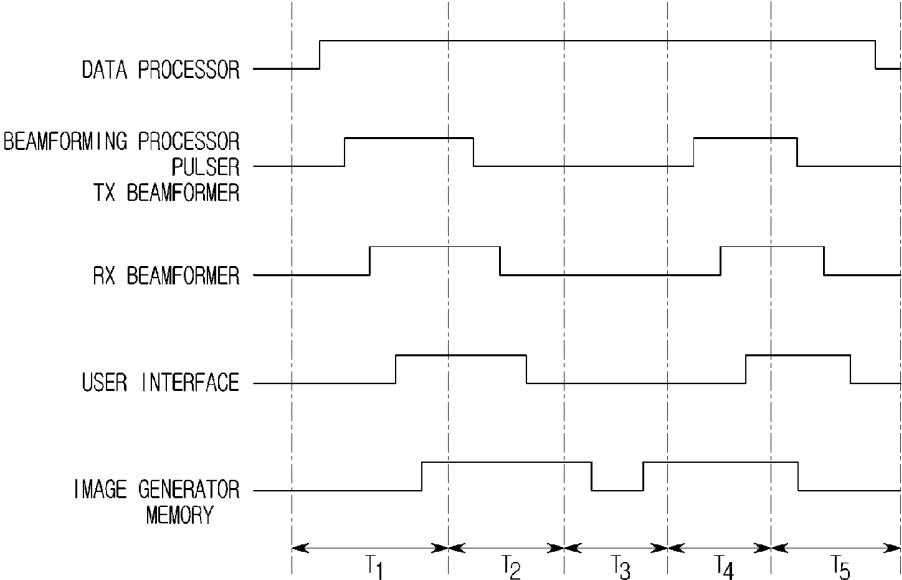 DATA PROCESSOR
BEAMFORMING PROCESSOR
PULSER
TX BEAMFORMER
RX BEAMFORMER
USER INTERFACE
IMAGE GENERATOR
MEMORY
T1 T2 T3 T4 T5